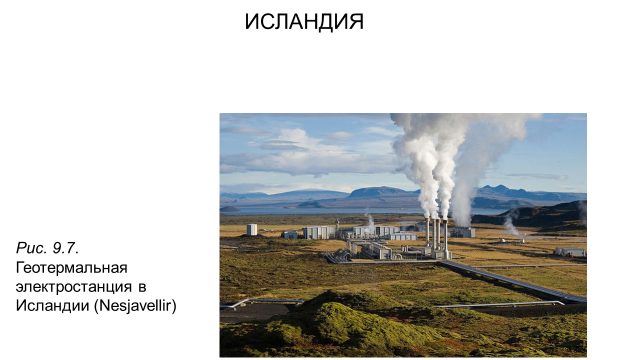 ИСЛАНДИЯ
Рис. 9.7.
Геотермальная
электростанция в
Исландии (Nesjavellir)